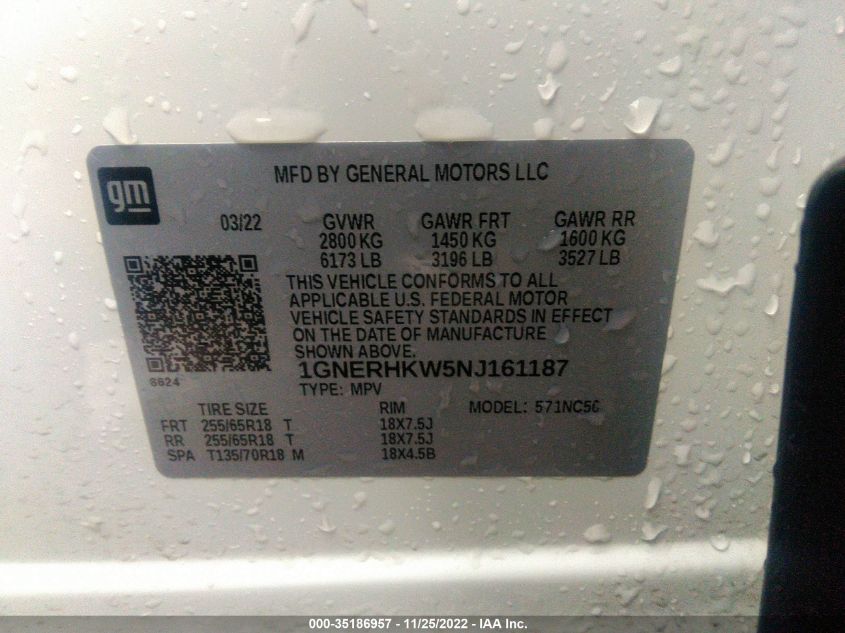 MFD BY GENERAL MOTORS LLC
gm
03/22 GVWR GAWR FRT GAWR RR
2800 KG 1450 KG 1600 KG
6173 LB 3196 LB 3527 LB
THIS VEHICLE CONFORMS TO ALL
APPLICABLE U.S. FEDERAL MOTOR
VEHICLE SAFETY STANDARDS IN EFFECT
ON THE DATE OF MANUFACTURE
SHOWN ABOVE.
1GNERHKW5NJ161187
8624
TYPE: MPV
TIRE SIZE RIM MODEL: 571NC56
FRT 255/65R18 T 18X7.5J
RR 255/65R18 T 18X7.5J
SPA T135/70R18 M 18X4.5B
000-35186957 - 11/25/2022 - IAA Inc.